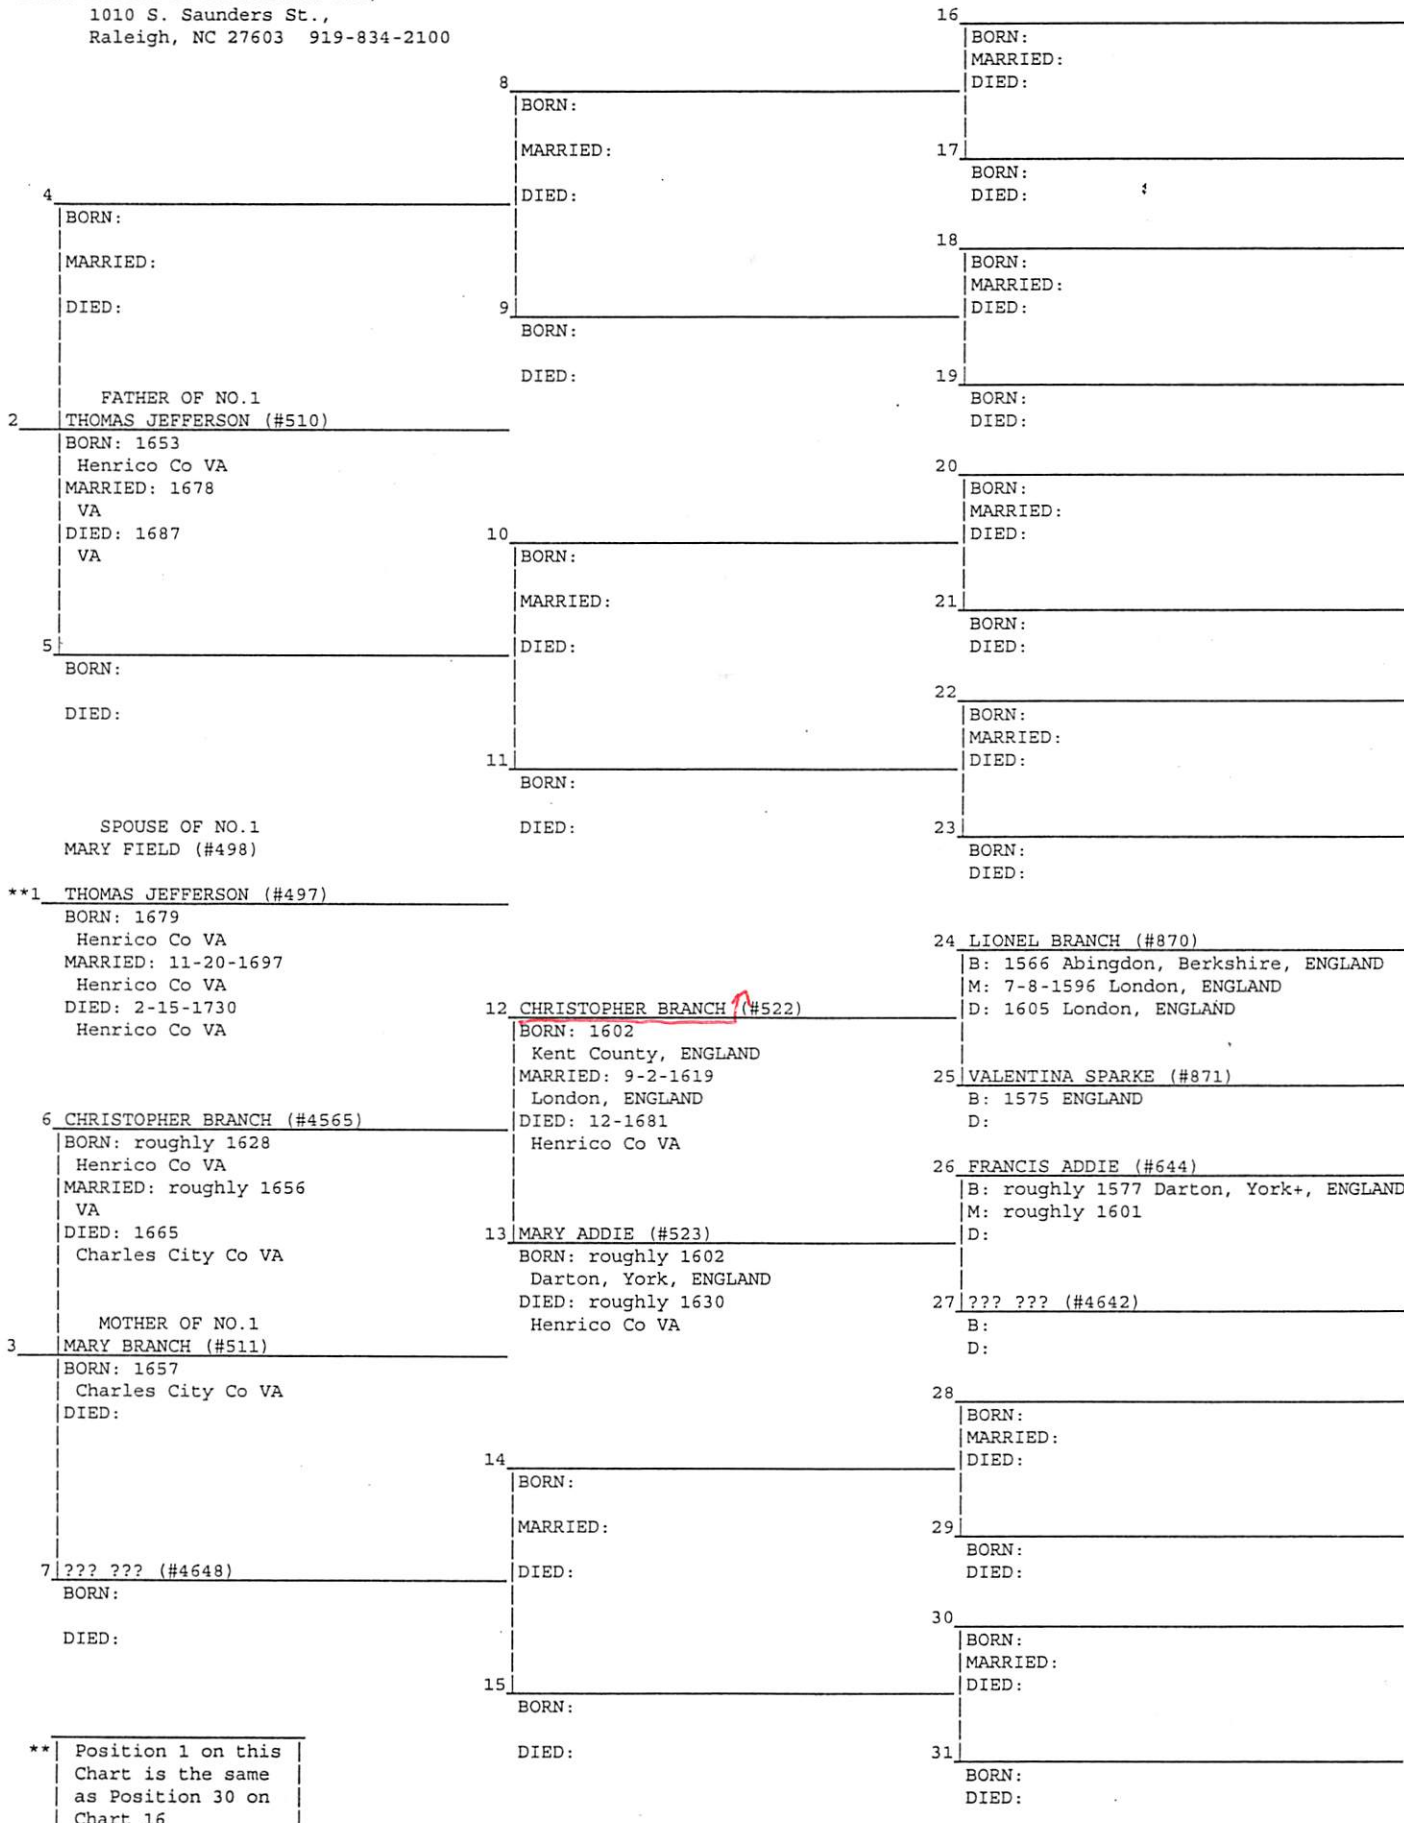 1010 S. Saunders St.,
Raleigh, NC 27603 919-834-2100
16
BORN:
MARRIED:
DIED:
8
BORN:
MARRIED:
DIED:
17
BORN:
DIED:
4
BORN:
MARRIED:
DIED:
18
BORN:
MARRIED:
DIED:
9
BORN:
DIED:
19
BORN:
DIED:
FATHER OF NO.1
2 THOMAS JEFFERSON (#510)
BORN: 1653
Henrico Co VA
MARRIED: 1678
VA
DIED: 1687
VA
20
BORN:
MARRIED:
DIED:
10
BORN:
MARRIED:
DIED:
21
BORN:
DIED:
5
BORN:
DIED:
22
BORN:
MARRIED:
DIED:
11
BORN:
DIED:
23
BORN:
DIED:
SPOUSE OF NO.1
MARY FIELD (#498)
**1 THOMAS JEFFERSON (#497)
BORN: 1679
Henrico Co VA
MARRIED: 11-20-1697
Henrico Co VA
DIED: 2-15-1730
Henrico Co VA
24 LIONEL BRANCH (#870)
B: 1566 Abingdon, Berkshire, ENGLAND
M: 7-8-1596 London, ENGLAND
D: 1605 London, ENGLAND
12 CHRISTOPHER BRANCH (#522)
BORN: 1602
Kent County, ENGLAND
MARRIED: 9-2-1619
London, ENGLAND
DIED: 12-1681
Henrico Co VA
25 VALENTINA SPARKE (#871)
B: 1575 ENGLAND
D:
6 CHRISTOPHER BRANCH (#4565)
BORN: roughly 1628
Henrico Co VA
MARRIED: roughly 1656
VA
DIED: 1665
Charles City Co VA
26 FRANCIS ADDIE (#644)
B: roughly 1577 Darton, York+, ENGLAND
M: roughly 1601
D:
13 MARY ADDIE (#523)
BORN: roughly 1602
Darton, York, ENGLAND
DIED: roughly 1630
Henrico Co VA
27 ??? ??? (#4642)
B:
D:
MOTHER OF NO.1
3 MARY BRANCH (#511)
BORN: 1657
Charles City Co VA
DIED:
28
BORN:
MARRIED:
DIED:
14
BORN:
MARRIED:
DIED:
29
BORN:
DIED:
7 ??? ??? (#4648)
BORN:
DIED:
30
BORN:
MARRIED:
DIED:
15
BORN:
DIED:
31
BORN:
DIED:
** Position 1 on this
Chart is the same
as Position 30 on
Chart 16